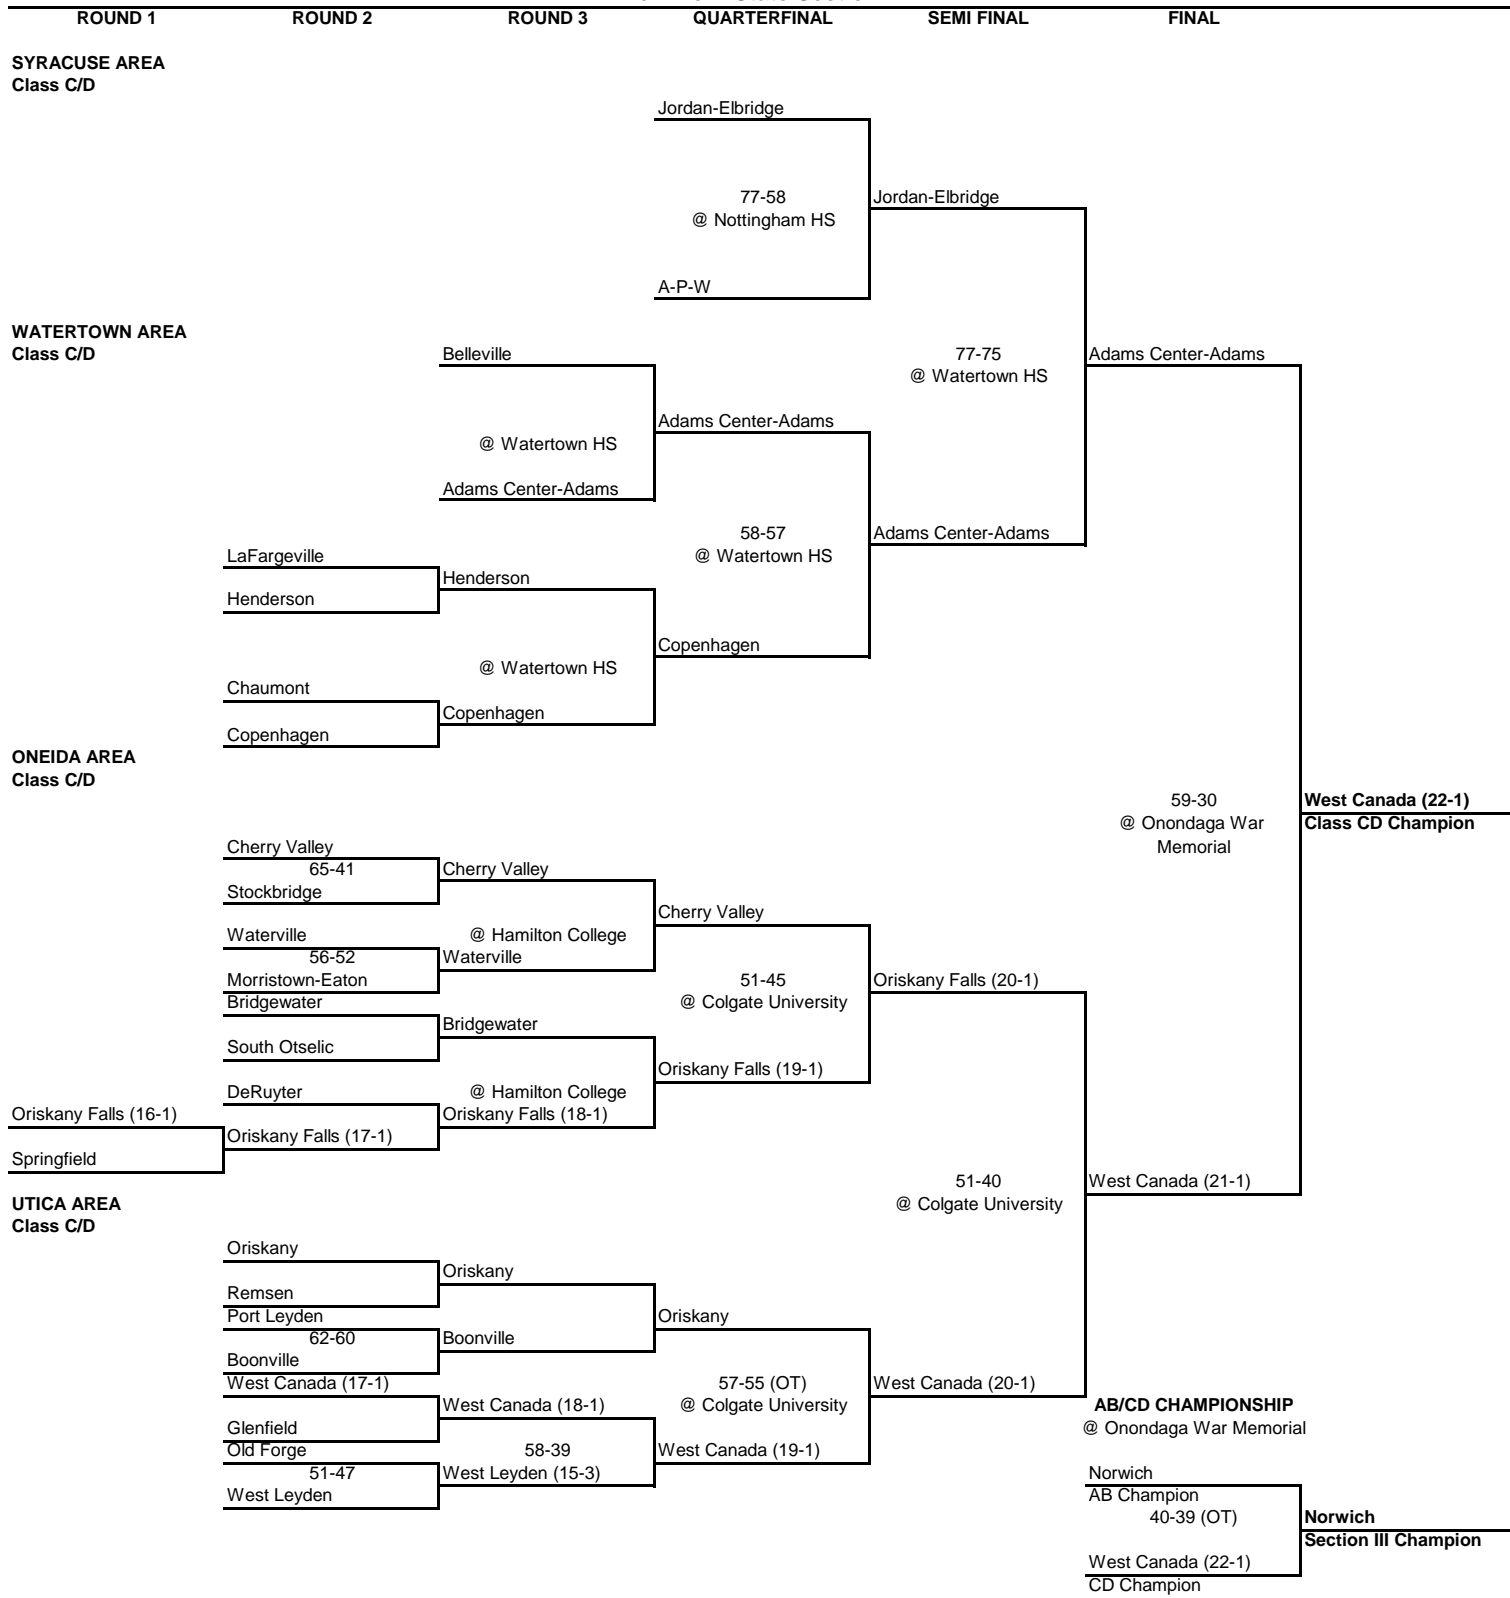 ROUND 1 ROUND 2 ROUND 3 QUARTERFINAL SEMI FINAL FINAL
SYRACUSE AREA
Class C/D
Jordan-Elbridge
77-58
@ Nottingham HS
Jordan-Elbridge
A-P-W
WATERTOWN AREA
Class C/D
Belleville
77-75
@ Watertown HS
Adams Center-Adams
Adams Center-Adams
@ Watertown HS
Adams Center-Adams
58-57
@ Watertown HS
Adams Center-Adams
LaFargeville
Henderson
Henderson
Copenhagen
@ Watertown HS
Chaumont
Copenhagen
Copenhagen
ONEIDA AREA
Class C/D
59-30
@ Onondaga War
Memorial
West Canada (22-1)
Class CD Champion
Cherry Valley
65-41
Cherry Valley
Stockbridge
Cherry Valley
Waterville
@ Hamilton College
56-52
Waterville
Morristown-Eaton
51-45
@ Colgate University
Oriskany Falls (20-1)
Bridgewater
Bridgewater
South Otselic
Oriskany Falls (19-1)
DeRuyter
@ Hamilton College
Oriskany Falls (16-1)
Oriskany Falls (18-1)
Oriskany Falls (17-1)
Springfield
51-40
@ Colgate University
West Canada (21-1)
UTICA AREA
Class C/D
Oriskany
Oriskany
Remsen
Port Leyden
Oriskany
62-60
Boonville
Boonville
West Canada (17-1)
57-55 (OT)
@ Colgate University
West Canada (20-1)
West Canada (18-1)
Glenfield
Old Forge
58-39
West Canada (19-1)
51-47
West Leyden (15-3)
West Leyden
AB/CD CHAMPIONSHIP
@ Onondaga War Memorial
Norwich
AB Champion
40-39 (OT)
Norwich
Section III Champion
West Canada (22-1)
CD Champion